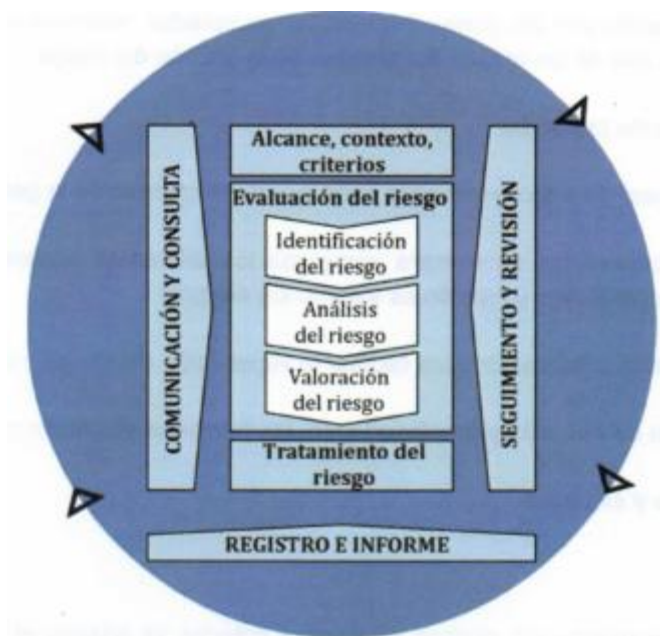 Alcance, contexto,
criterios
Evaluación del riesgo
Identificación
del riesgo
Análisis
del riesgo
Valoración
del riesgo
Tratamiento del
riesgo
COMUNICACIÓN Y CONSULTA
SEGUIMIENTO Y REVISIÓN
REGISTRO E INFORME